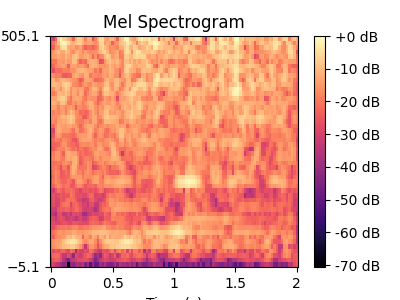 Mel Spectrogram
505.1
−5.1
0
0.5
1
1.5
2
+0 dB
-10 dB
-20 dB
-30 dB
-40 dB
-50 dB
-60 dB
-70 dB